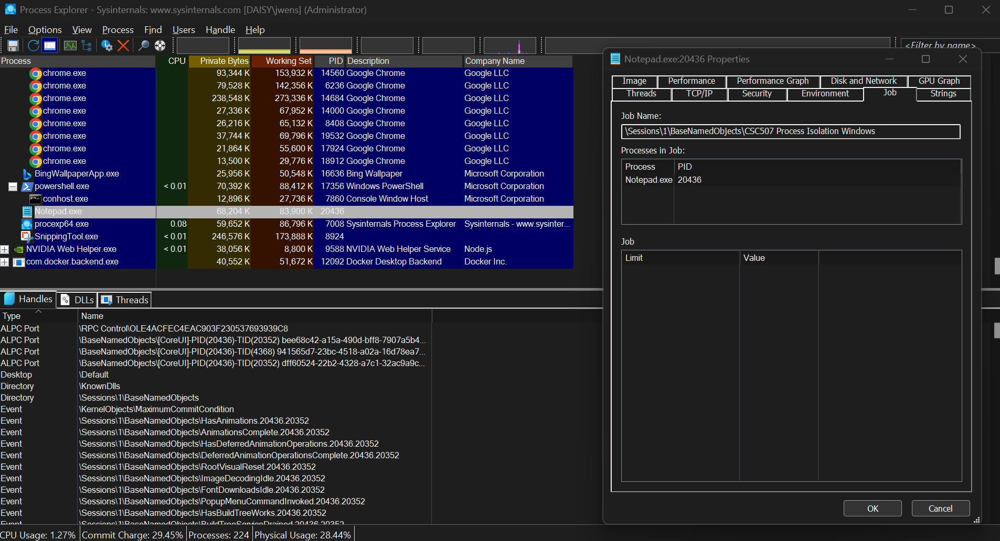 Process Explorer - Sysinternals: www.sysinternals.com [DAISY\jwens] (Administrator)
File Options View Process Find Users Handle Help
<Filter by name>
Process CPU Private Bytes Working Set PID Description Company Name
chrome.exe 93,344 K 153,932 K 14560 Google Chrome Google LLC
chrome.exe 79,528 K 142,356 K 6236 Google Chrome Google LLC
chrome.exe 238,548 K 273,336 K 14684 Google Chrome Google LLC
chrome.exe 27,336 K 67,952 K 14000 Google Chrome Google LLC
chrome.exe 26,216 K 65,132 K 8408 Google Chrome Google LLC
chrome.exe 37,744 K 69,796 K 19532 Google Chrome Google LLC
chrome.exe 21,864 K 55,600 K 17924 Google Chrome Google LLC
chrome.exe 13,500 K 29,776 K 18912 Google Chrome Google LLC
BingWallpaperApp.exe 25,956 K 50,548 K 16636 Bing Wallpaper Microsoft Corporation
powershell.exe < 0.01 70,392 K 88,412 K 17356 Windows PowerShell Microsoft Corporation
conhost.exe 12,896 K 27,736 K 7860 Console Window Host Microsoft Corporation
Notepad.exe 68,204 K 83,900 K 20436
procexp64.exe 0.08 59,652 K 86,796 K 7008 Sysinternals Process Explorer Sysinternals - www.sysinter...
SnippingTool.exe < 0.01 246,576 K 173,888 K 8924
NVIDIA Web Helper.exe < 0.01 38,056 K 8,800 K 9588 NVIDIA Web Helper Service Node.js
com.docker.backend.exe 40,552 K 51,672 K 12092 Docker Desktop Backend Docker Inc.
Handles DLLs Threads
Type Name
ALPC Port \RPC Control\OLE4ACFEC4EAC903F230537693939C8
ALPC Port \BaseNamedObjects\[CoreUI]-PID(20436)-TID(20352) bee68c42-a15a-490d-bff8-7907a5b4...
ALPC Port \BaseNamedObjects\[CoreUI]-PID(20436)-TID(4368) 941565d7-23bc-4518-a02a-16d78ea7...
ALPC Port \BaseNamedObjects\[CoreUI]-PID(20436)-TID(20352) dff60524-22b2-4328-a7c1-32ac9a9c...
Desktop \Default
Directory \KnownDlls
Directory \Sessions\1\BaseNamedObjects
Event \KernelObjects\MaximumCommitCondition
Event \Sessions\1\BaseNamedObjects\HasAnimations.20436.20352
Event \Sessions\1\BaseNamedObjects\AnimationsComplete.20436.20352
Event \Sessions\1\BaseNamedObjects\HasDeferredAnimationOperations.20436.20352
Event \Sessions\1\BaseNamedObjects\DeferredAnimationOperationsComplete.20436.20352
Event \Sessions\1\BaseNamedObjects\RootVisualReset.20436.20352
Event \Sessions\1\BaseNamedObjects\ImageDecodingIdle.20436.20352
Event \Sessions\1\BaseNamedObjects\FontDownloadsIdle.20436.20352
Event \Sessions\1\BaseNamedObjects\PopupMenuCommandInvoked.20436.20352
Event \Sessions\1\BaseNamedObjects\HasBuildTreeWorks.20436.20352
Event \Sessions\1\BaseNamedObjects\BuildTreeServiceDrained.20436.20352
CPU Usage: 1.27% Commit Charge: 29.45% Processes: 224 Physical Usage: 28.44%
Notepad.exe:20436 Properties
Image Performance Performance Graph Disk and Network GPU Graph
Threads TCP/IP Security Environment Job Strings
Job Name:
\Sessions\1\BaseNamedObjects\CSC507 Process Isolation Windows
Processes in Job:
Process PID
Notepad.exe 20436
Job
Limit Value
OK Cancel